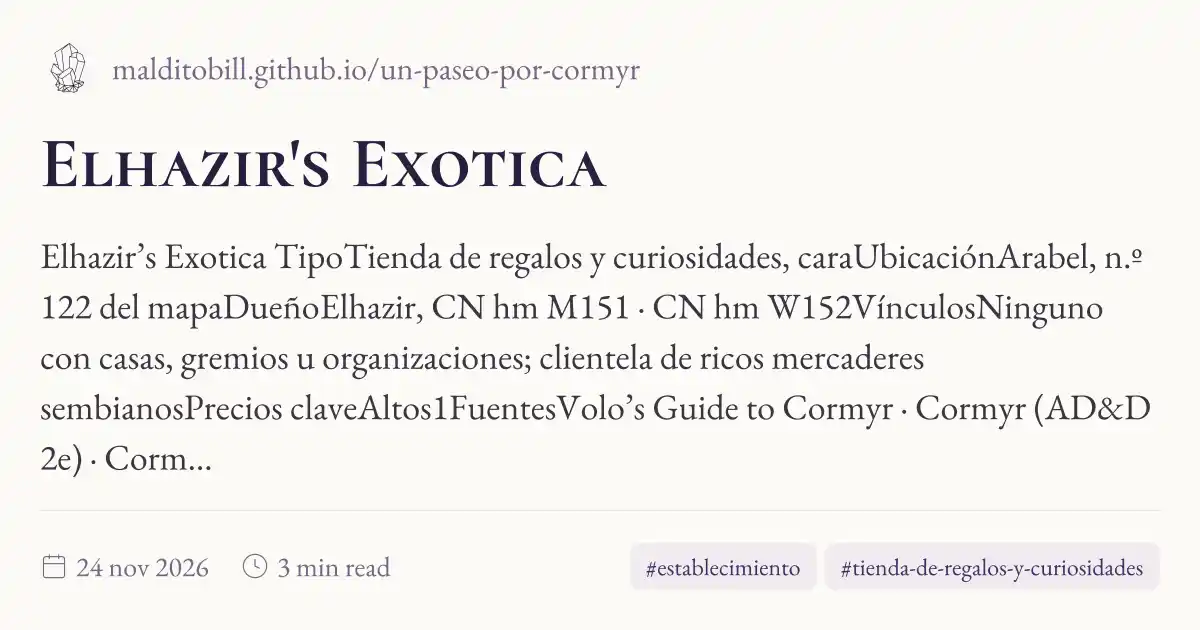 malditobill.github.io/un-paseo-por-cormyr
Elhazir's Exotica
Elhazir’s Exotica TipoTienda de regalos y curiosidades, caraUbicaciónArabel, n.º
122 del mapaDueñoElhazir, CN hm M151 · CN hm W152VínculosNinguno
con casas, gremios u organizaciones; clientela de ricos mercaderes
sembianosPrecios claveAltos1FuentesVolo’s Guide to Cormyr · Cormyr (AD&D
2e) · Corm...
24 nov 2026
3 min read
#establecimiento
#tienda-de-regalos-y-curiosidades